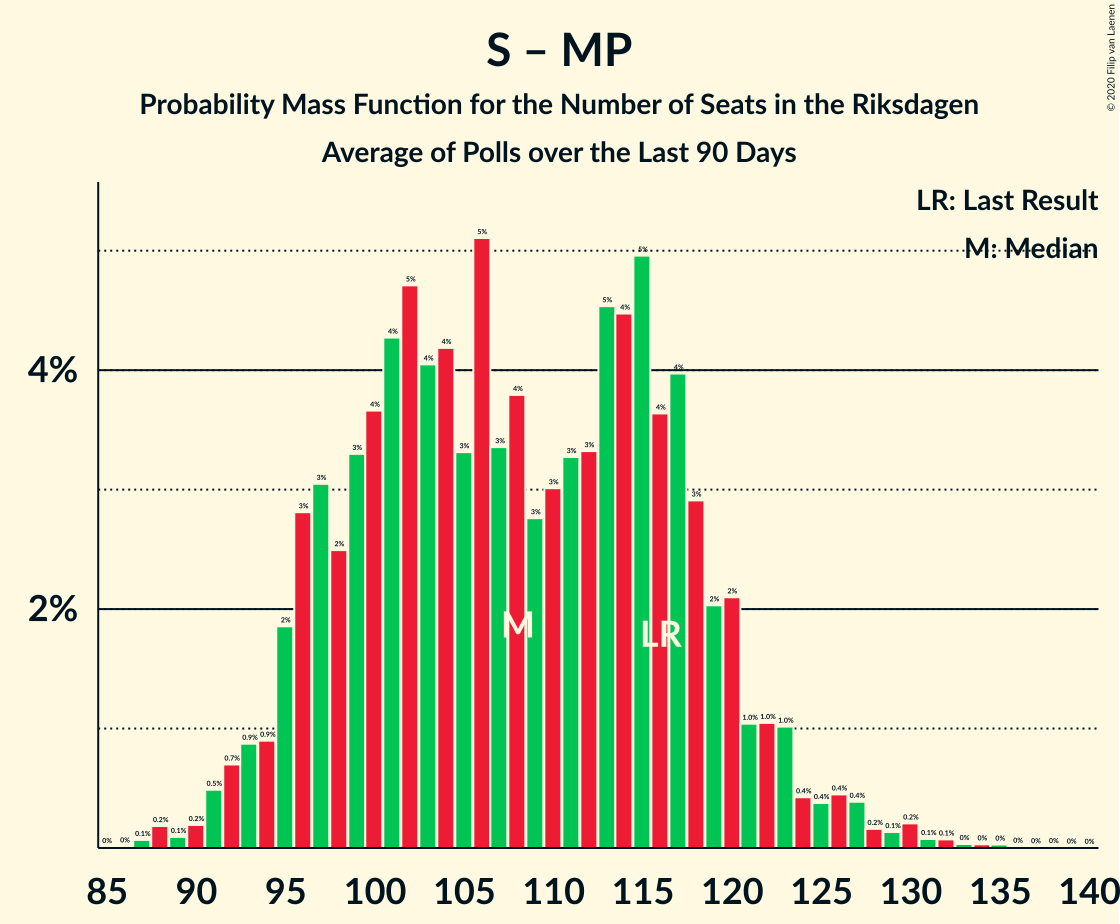 S – MP
Probability Mass Function for the Number of Seats in the Riksdagen
Average of Polls over the Last 90 Days
© 2020 Filip van Laenen
LR: Last Result
M: Median
4%
2%
0% 0% 0.1% 0.2% 0.1% 0.2% 0.5% 0.7% 0.9% 0.9% 2% 3% 3% 2% 3% 4% 4% 5% 4% 4% 3% 5% 3% 4% 3% 3% 3% 3% 5% 4% 5% 4% 4% 3% 2% 2% 1.0% 1.0% 1.0% 0.4% 0.4% 0.4% 0.4% 0.2% 0.1% 0.2% 0.1% 0.1% 0% 0% 0% 0% 0% 0% 0% 0%
M
LR
85 90 95 100 105 110 115 120 125 130 135 140